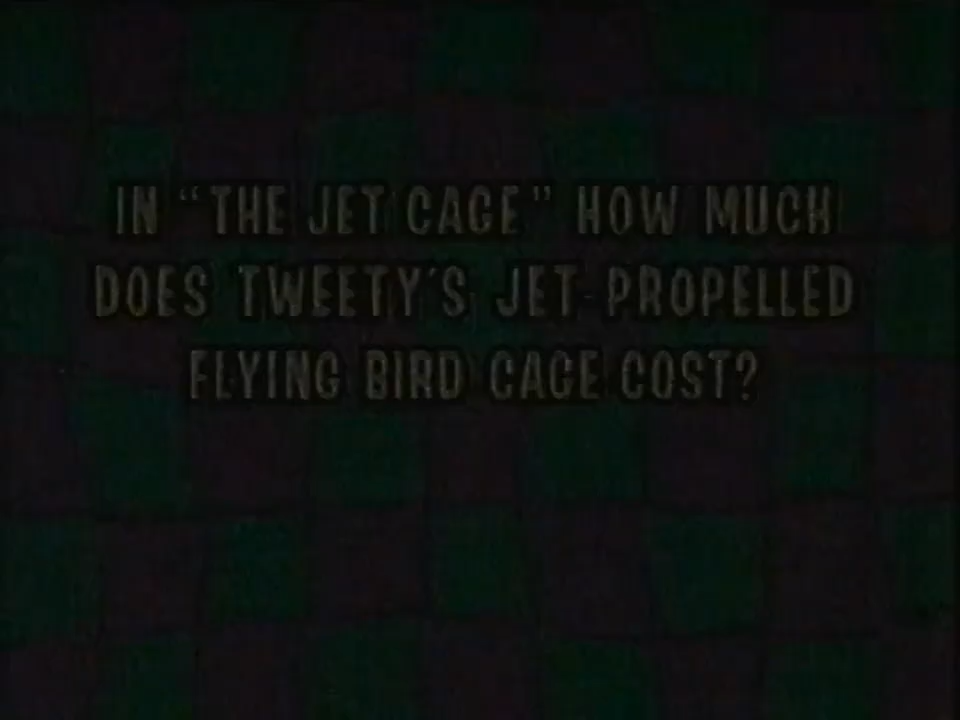 IN “THE JET CAGE” HOW MUCH
DOES TWEETY'S JET-PROPELLED
FLYING BIRD CAGE COST?